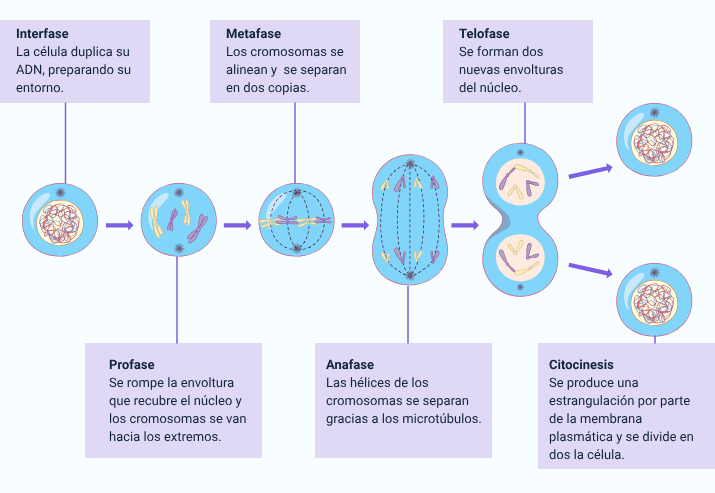 Interfase
La célula duplica su
ADN, preparando su
entorno.
Metafase
Los cromosomas se
alinean y se separan
en dos copias.
Telofase
Se forman dos
nuevas envolturas
del núcleo.
Profase
Se rompe la envoltura
que recubre el núcleo y
los cromosomas se van
hacia los extremos.
Anafase
Las hélices de los
cromosomas se separan
gracias a los microtúbulos.
Citocinesis
Se produce una
estrangulación por parte
de la membrana
plasmática y se divide en
dos la célula.